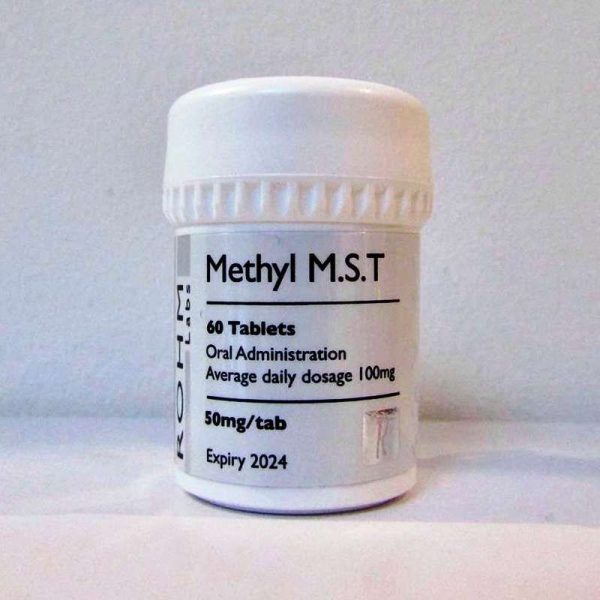 Methyl M.S.T
60 Tablets
Oral Administration
Average daily dosage 100mg
50mg/tab
Expiry 2024
ROHM
Labs
R